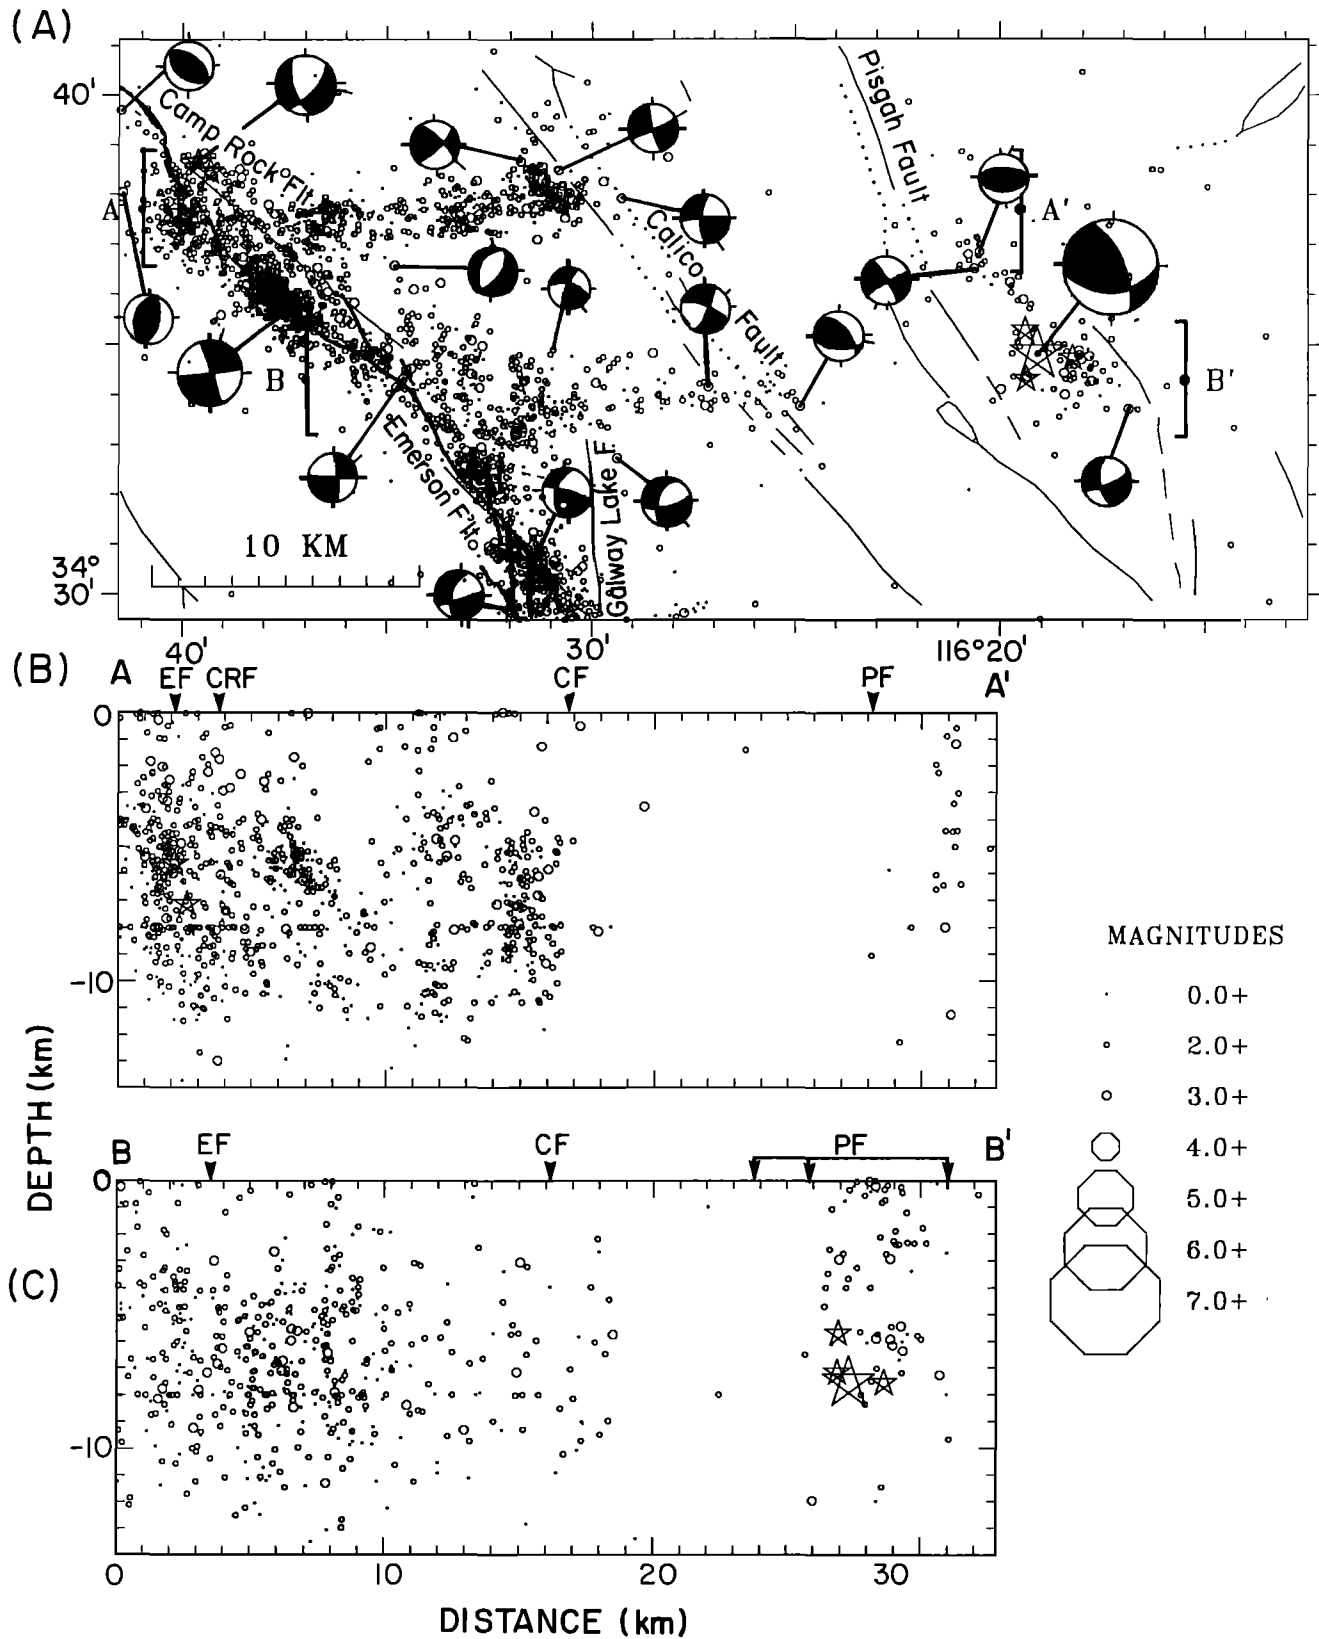 (A)
40'
Camp Rock Flt.
Pisgah Fault
A
A'
Calico Fault
B
B'
Emerson Flt.
Galway Lake F.
10 KM
34°
30'
40'
30'
116°20'
(B)
A
EF
CRF
CF
PF
A'
0
-10
MAGNITUDES
0.0+
2.0+
3.0+
4.0+
5.0+
6.0+
7.0+
DEPTH (km)
(C)
B
EF
CF
PF
B'
0
-10
0
10
20
30
DISTANCE (km)